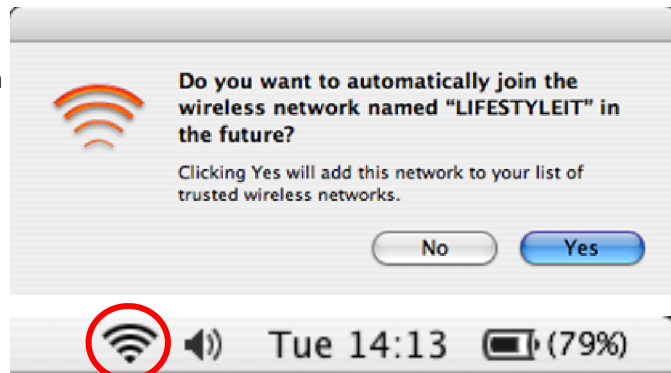 Do you want to automatically join the
wireless network named “LIFESTYLEIT” in
the future?
Clicking Yes will add this network to your list of
trusted wireless networks.
No Yes
Tue 14:13 (79%)